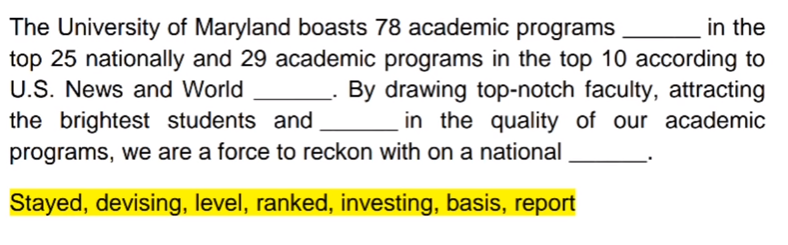 The University of Maryland boasts 78 academic programs _______ in the
top 25 nationally and 29 academic programs in the top 10 according to
U.S. News and World _______. By drawing top-notch faculty, attracting
the brightest students and _______ in the quality of our academic
programs, we are a force to reckon with on a national _______.
Stayed, devising, level, ranked, investing, basis, report